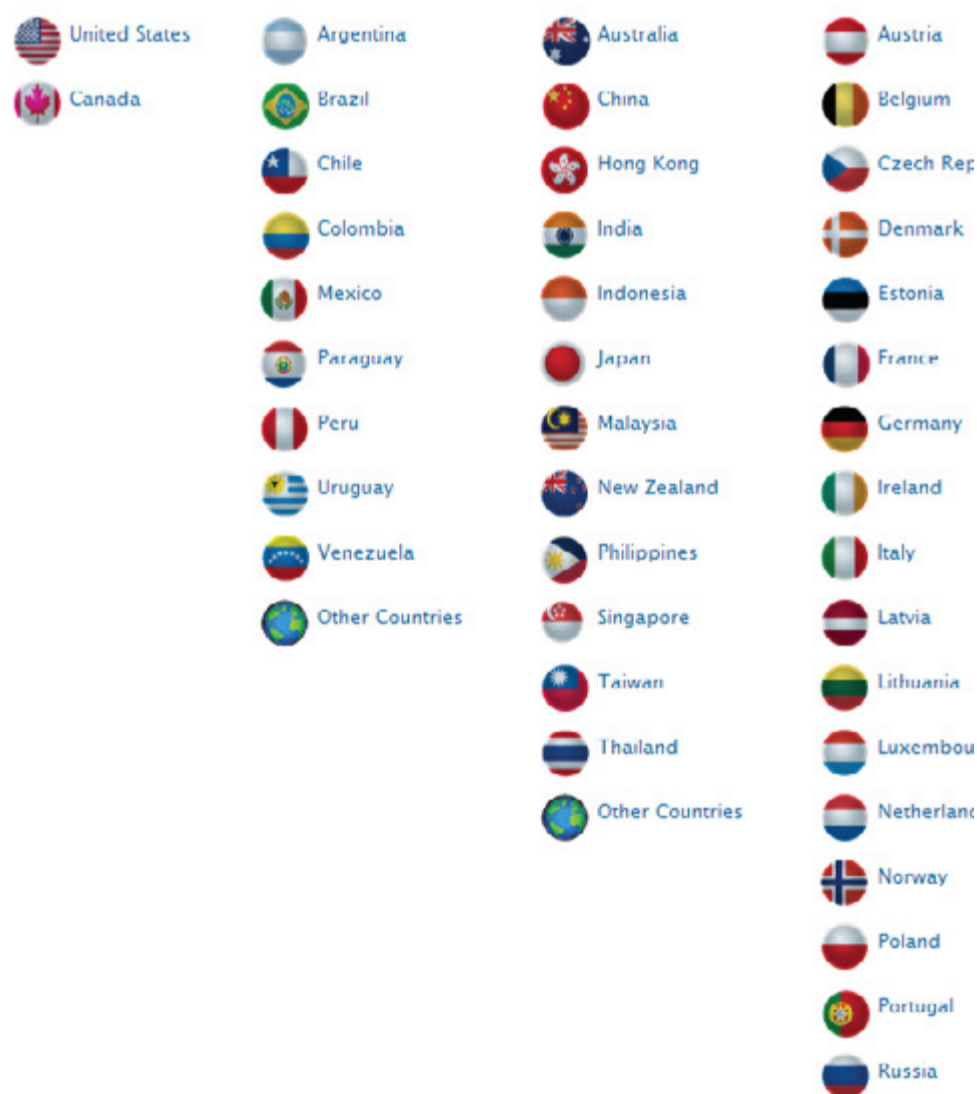 United States
Canada
Argentina
Brazil
Chile
Colombia
Mexico
Paraguay
Peru
Uruguay
Venezuela
Other Countries
Australia
China
Hong Kong
India
Indonesia
Japan
Malaysia
New Zealand
Philippines
Singapore
Taiwan
Thailand
Other Countries
Austria
Belgium
Czech Rep
Denmark
Estonia
France
Germany
Ireland
Italy
Latvia
Lithuania
Luxembou
Netherland
Norway
Poland
Portugal
Russia